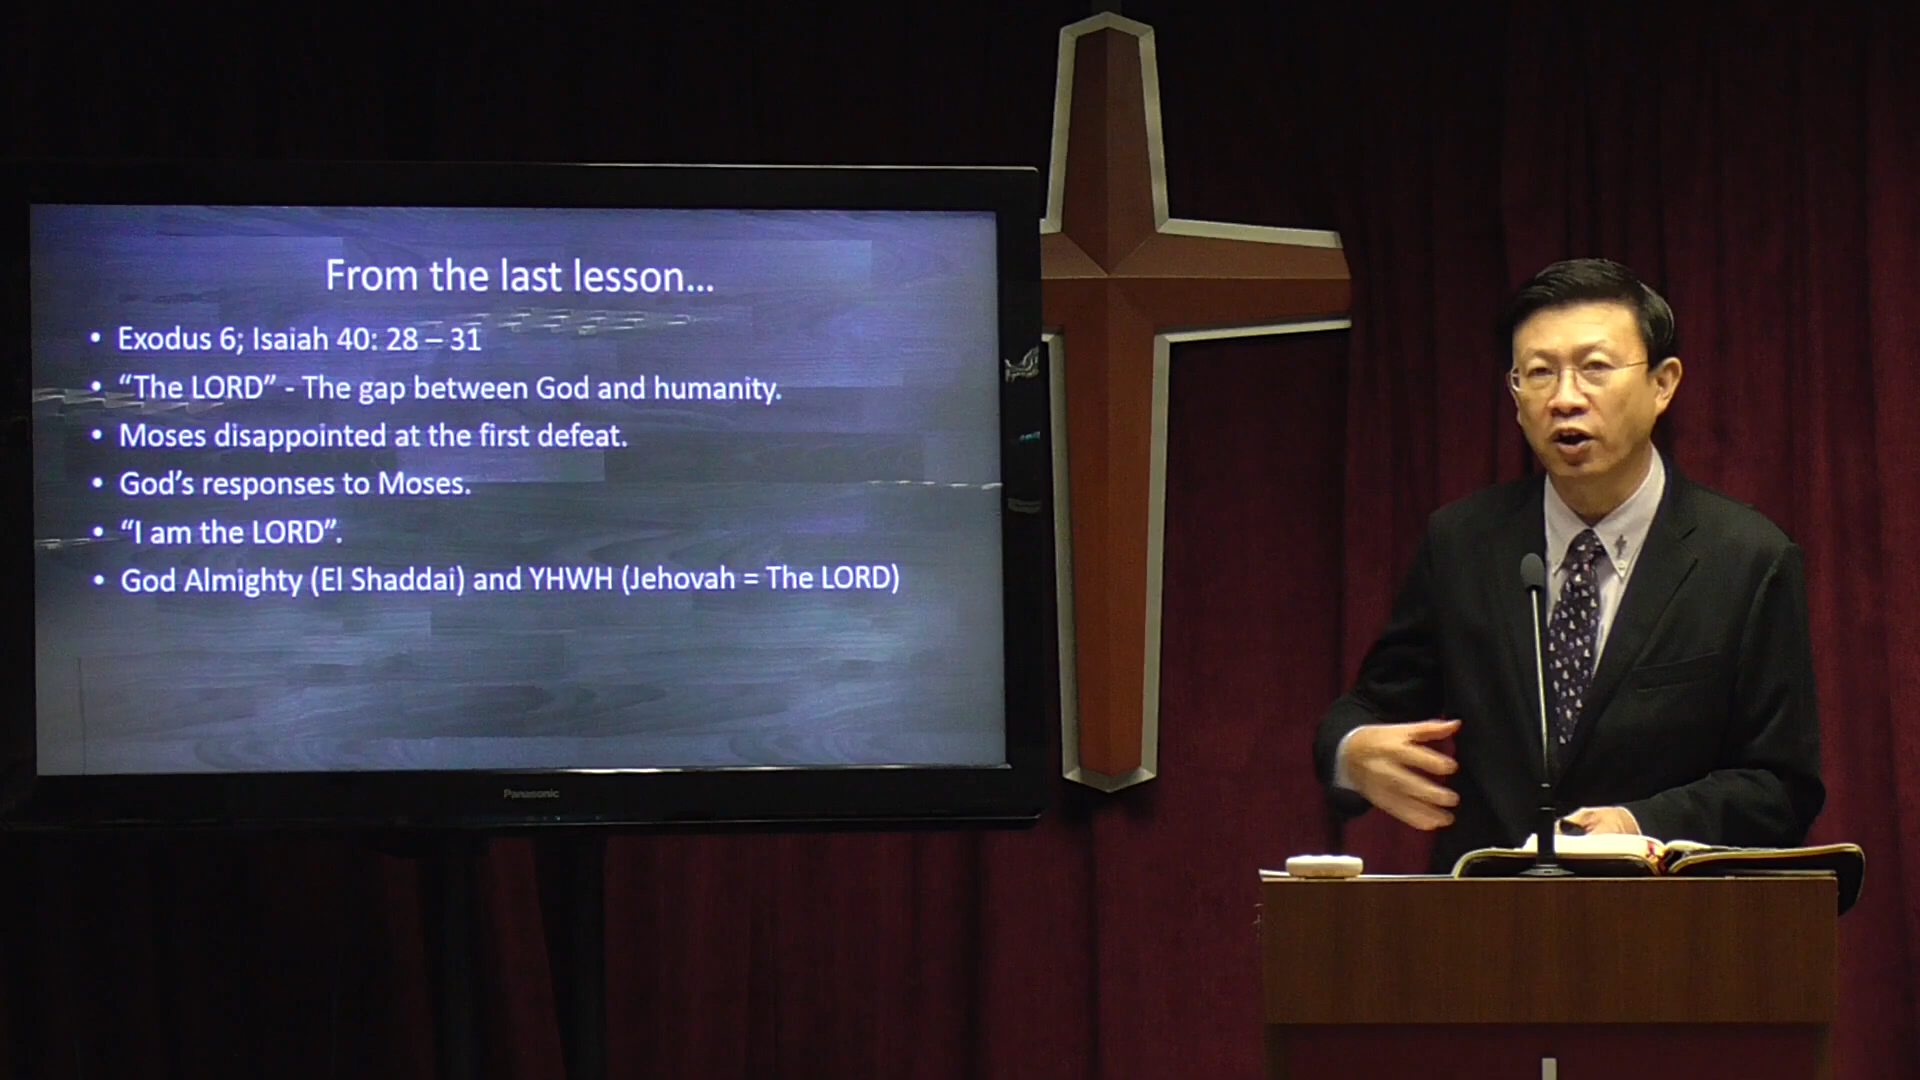 From the last lesson...
• Exodus 6; Isaiah 40: 28 – 31
• “The LORD” - The gap between God and humanity.
• Moses disappointed at the first defeat.
• God’s responses to Moses.
• “I am the LORD”.
• God Almighty (El Shaddai) and YHWH (Jehovah = The LORD)
Panasonic